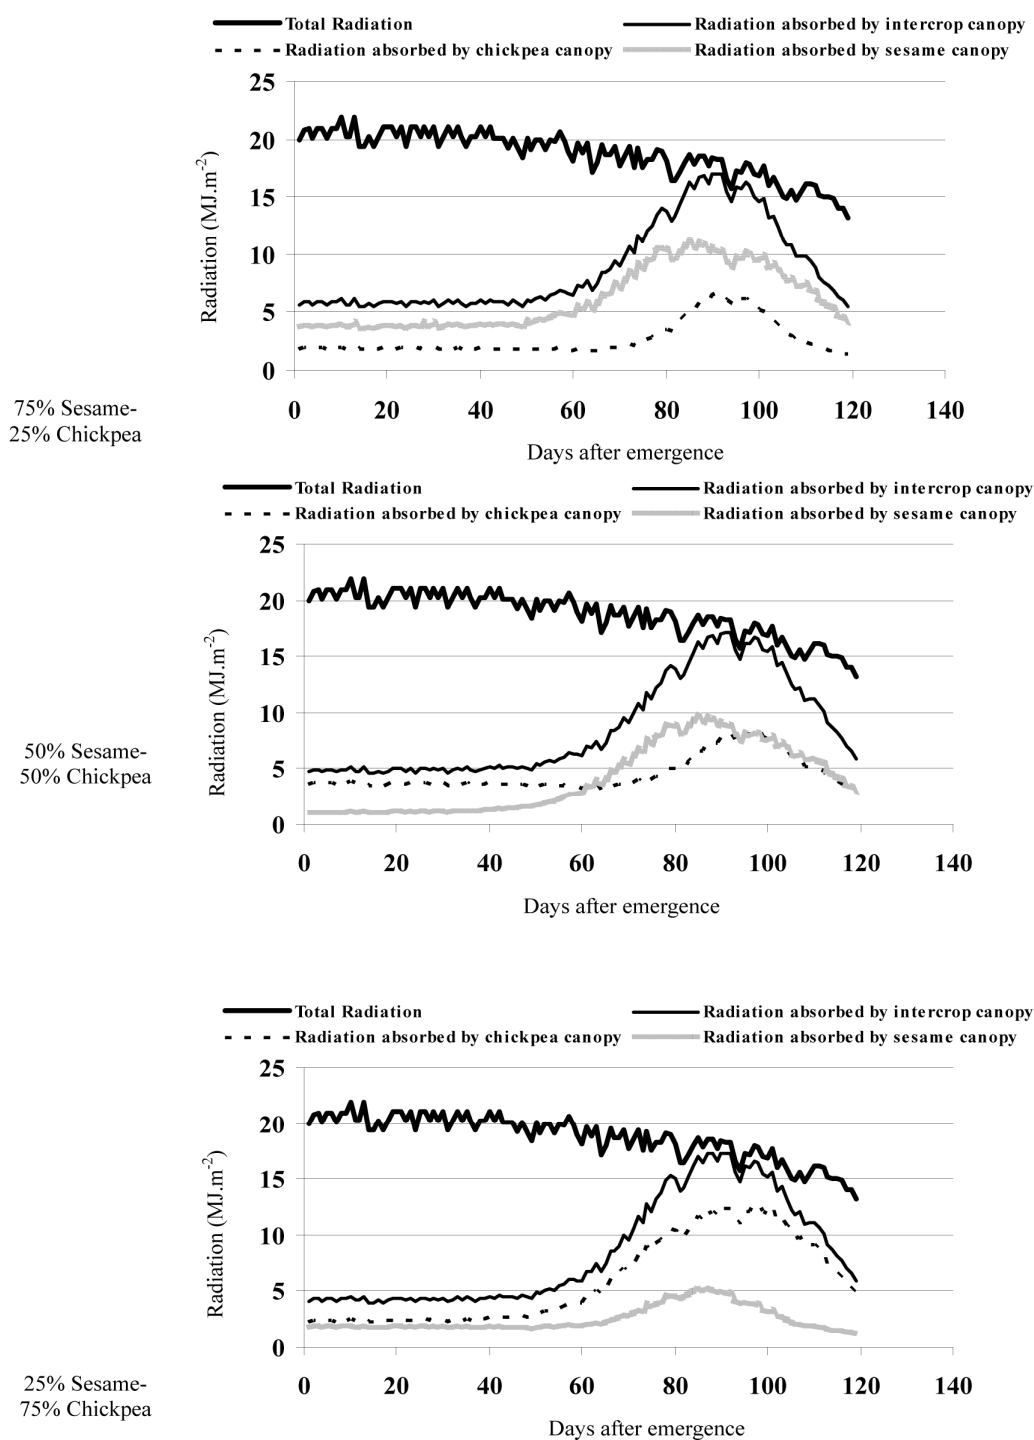 Total Radiation Radiation absorbed by intercrop canopy
Radiation absorbed by chickpea canopy Radiation absorbed by sesame canopy
25
20
15
10
5
0
Radiation (MJ.m-2)
0 20 40 60 80 100 120 140
Days after emergence
75% Sesame-
25% Chickpea
Total Radiation Radiation absorbed by intercrop canopy
Radiation absorbed by chickpea canopy Radiation absorbed by sesame canopy
25
20
15
10
5
0
Radiation (MJ.m-2)
0 20 40 60 80 100 120 140
Days after emergence
50% Sesame-
50% Chickpea
Total Radiation Radiation absorbed by intercrop canopy
Radiation absorbed by chickpea canopy Radiation absorbed by sesame canopy
25
20
15
10
5
0
Radiation (MJ.m-2)
0 20 40 60 80 100 120 140
Days after emergence
25% Sesame-
75% Chickpea